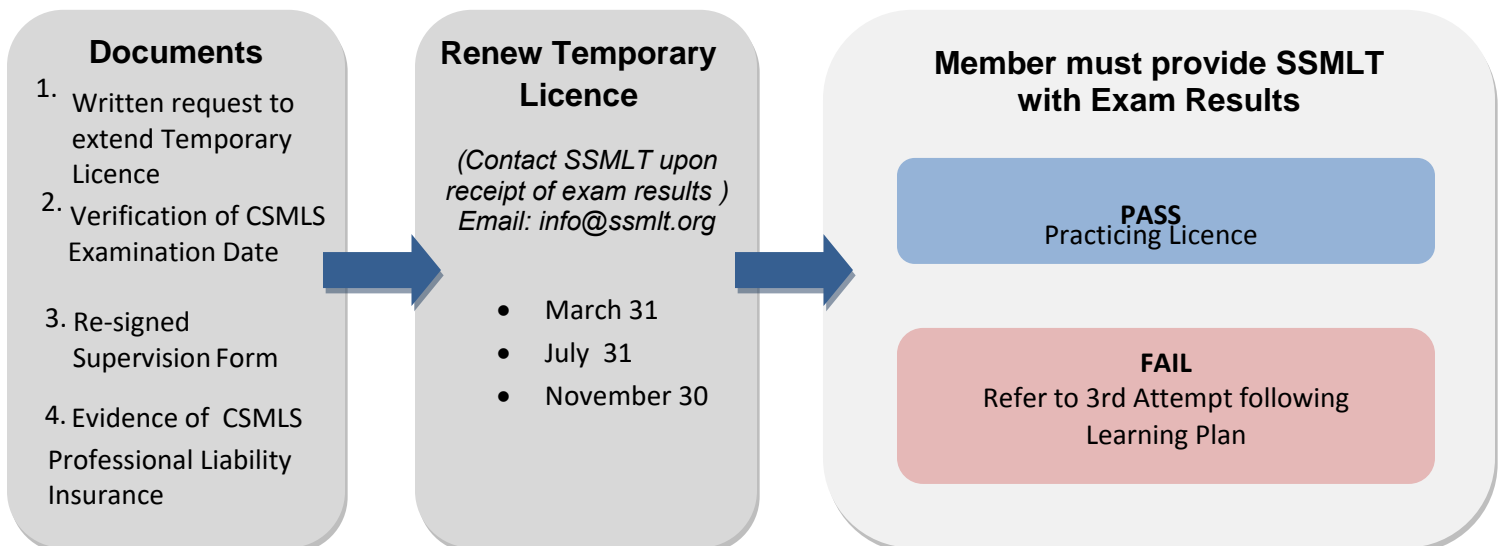 Documents
1. Written request to
extend Temporary
Licence
2. Verification of CSMLS
Examination Date
3. Re-signed
Supervision Form
4. Evidence of CSMLS
Professional Liability
Insurance
Renew Temporary
Licence
(Contact SSMLT upon
receipt of exam results )
Email: info@ssmlt.org
• March 31
• July 31
• November 30
Member must provide SSMLT
with Exam Results
PASS
Practicing Licence
FAIL
Refer to 3rd Attempt following
Learning Plan